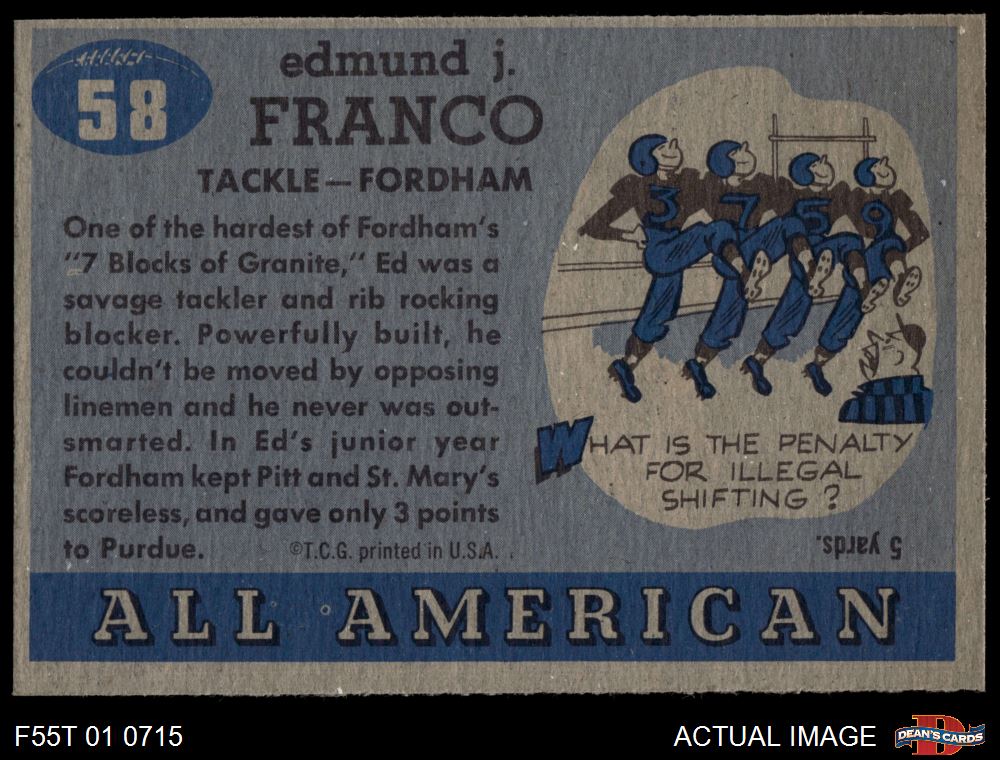 58
edmund j.
FRANCO
TACKLE—FORDHAM
One of the hardest of Fordham's
"7 Blocks of Granite," Ed was a
savage tackler and rib rocking
blocker. Powerfully built, he
couldn't be moved by opposing
linemen and he never was out-
smarted. In Ed's junior year
Fordham kept Pitt and St. Mary's
scoreless, and gave only 3 points
to Purdue. ©T.C.G. printed in U.S.A.
3 7 5 9
WHAT IS THE PENALTY
FOR ILLEGAL
SHIFTING ?
5 yards.
ALL AMERICAN
F55T 01 0715
ACTUAL IMAGE
D
DEAN'S CARDS